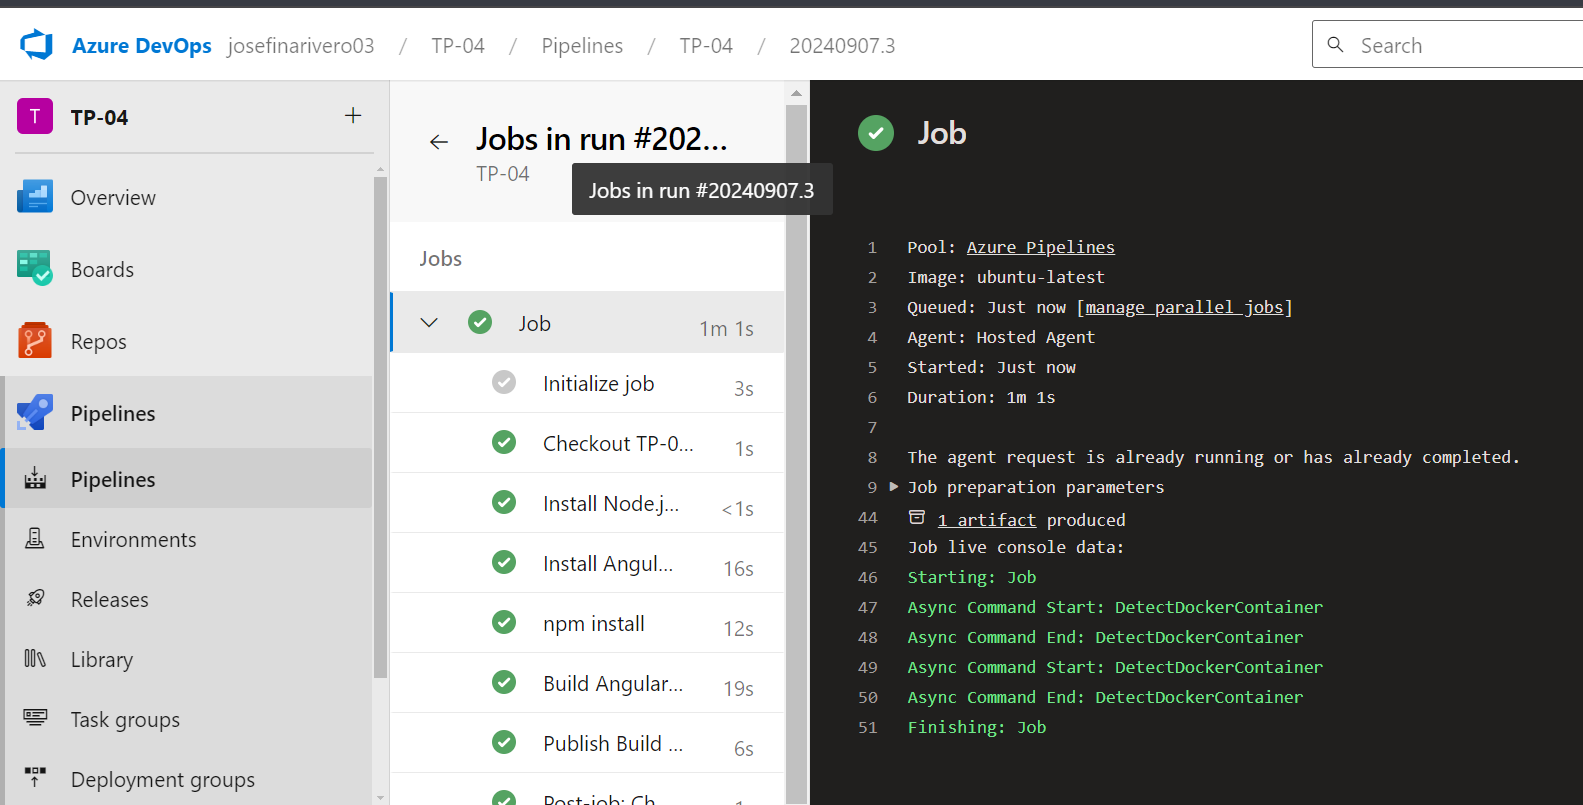 Azure DevOps josefinarivero03 / TP-04 / Pipelines / TP-04 / 20240907.3
Search
T TP-04 +
Overview
Boards
Repos
Pipelines
Pipelines
Environments
Releases
Library
Task groups
Deployment groups
Jobs in run #202...
TP-04
Jobs in run #20240907.3
Jobs
Job 1m 1s
Initialize job 3s
Checkout TP-0... 1s
Install Node.j... <1s
Install Angul... 16s
npm install 12s
Build Angular... 19s
Publish Build ... 6s
Post-job: Ch
Job
1 Pool: Azure Pipelines
2 Image: ubuntu-latest
3 Queued: Just now [manage parallel jobs]
4 Agent: Hosted Agent
5 Started: Just now
6 Duration: 1m 1s
7
8 The agent request is already running or has already completed.
9 Job preparation parameters
44 1 artifact produced
45 Job live console data:
46 Starting: Job
47 Async Command Start: DetectDockerContainer
48 Async Command End: DetectDockerContainer
49 Async Command Start: DetectDockerContainer
50 Async Command End: DetectDockerContainer
51 Finishing: Job